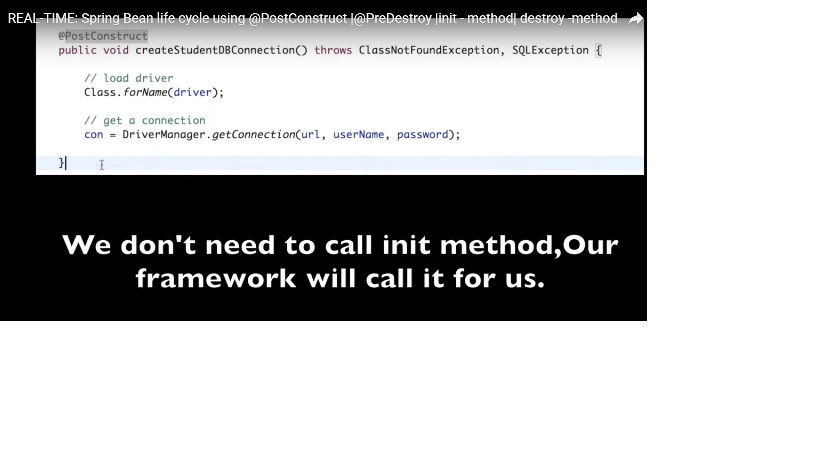 REAL-TIME: Spring Bean life cycle using @PostConstruct |@PreDestroy |init - method| destroy -method
@PostConstruct
public void createStudentDBConnection() throws ClassNotFoundException, SQLException {
// load driver
Class.forName(driver);
// get a connection
con = DriverManager.getConnection(url, userName, password);
}
We don't need to call init method,Our
framework will call it for us.